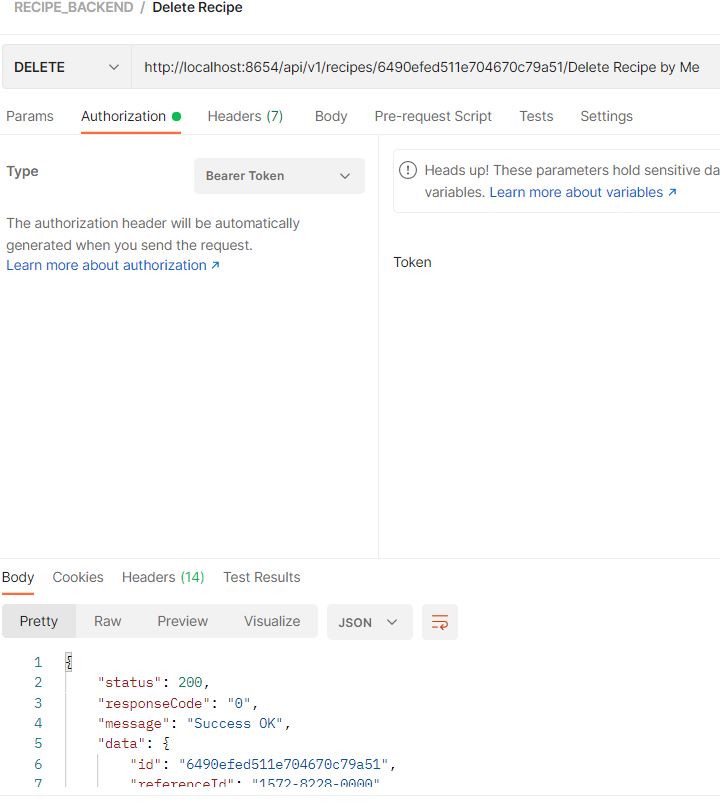 RECIPE_BACKEND / Delete Recipe
DELETE http://localhost:8654/api/v1/recipes/6490efed511e704670c79a51/Delete Recipe by Me
Params Authorization Headers (7) Body Pre-request Script Tests Settings
Type Bearer Token
The authorization header will be automatically
generated when you send the request.
Learn more about authorization ↗
Heads up! These parameters hold sensitive da
variables. Learn more about variables ↗
Token
Body Cookies Headers (14) Test Results
Pretty Raw Preview Visualize JSON
1 {
2 "status": 200,
3 "responseCode": "0",
4 "message": "Success OK",
5 "data": {
6 "id": "6490efed511e704670c79a51",
7 "referenceId": "1572-8228-0000"